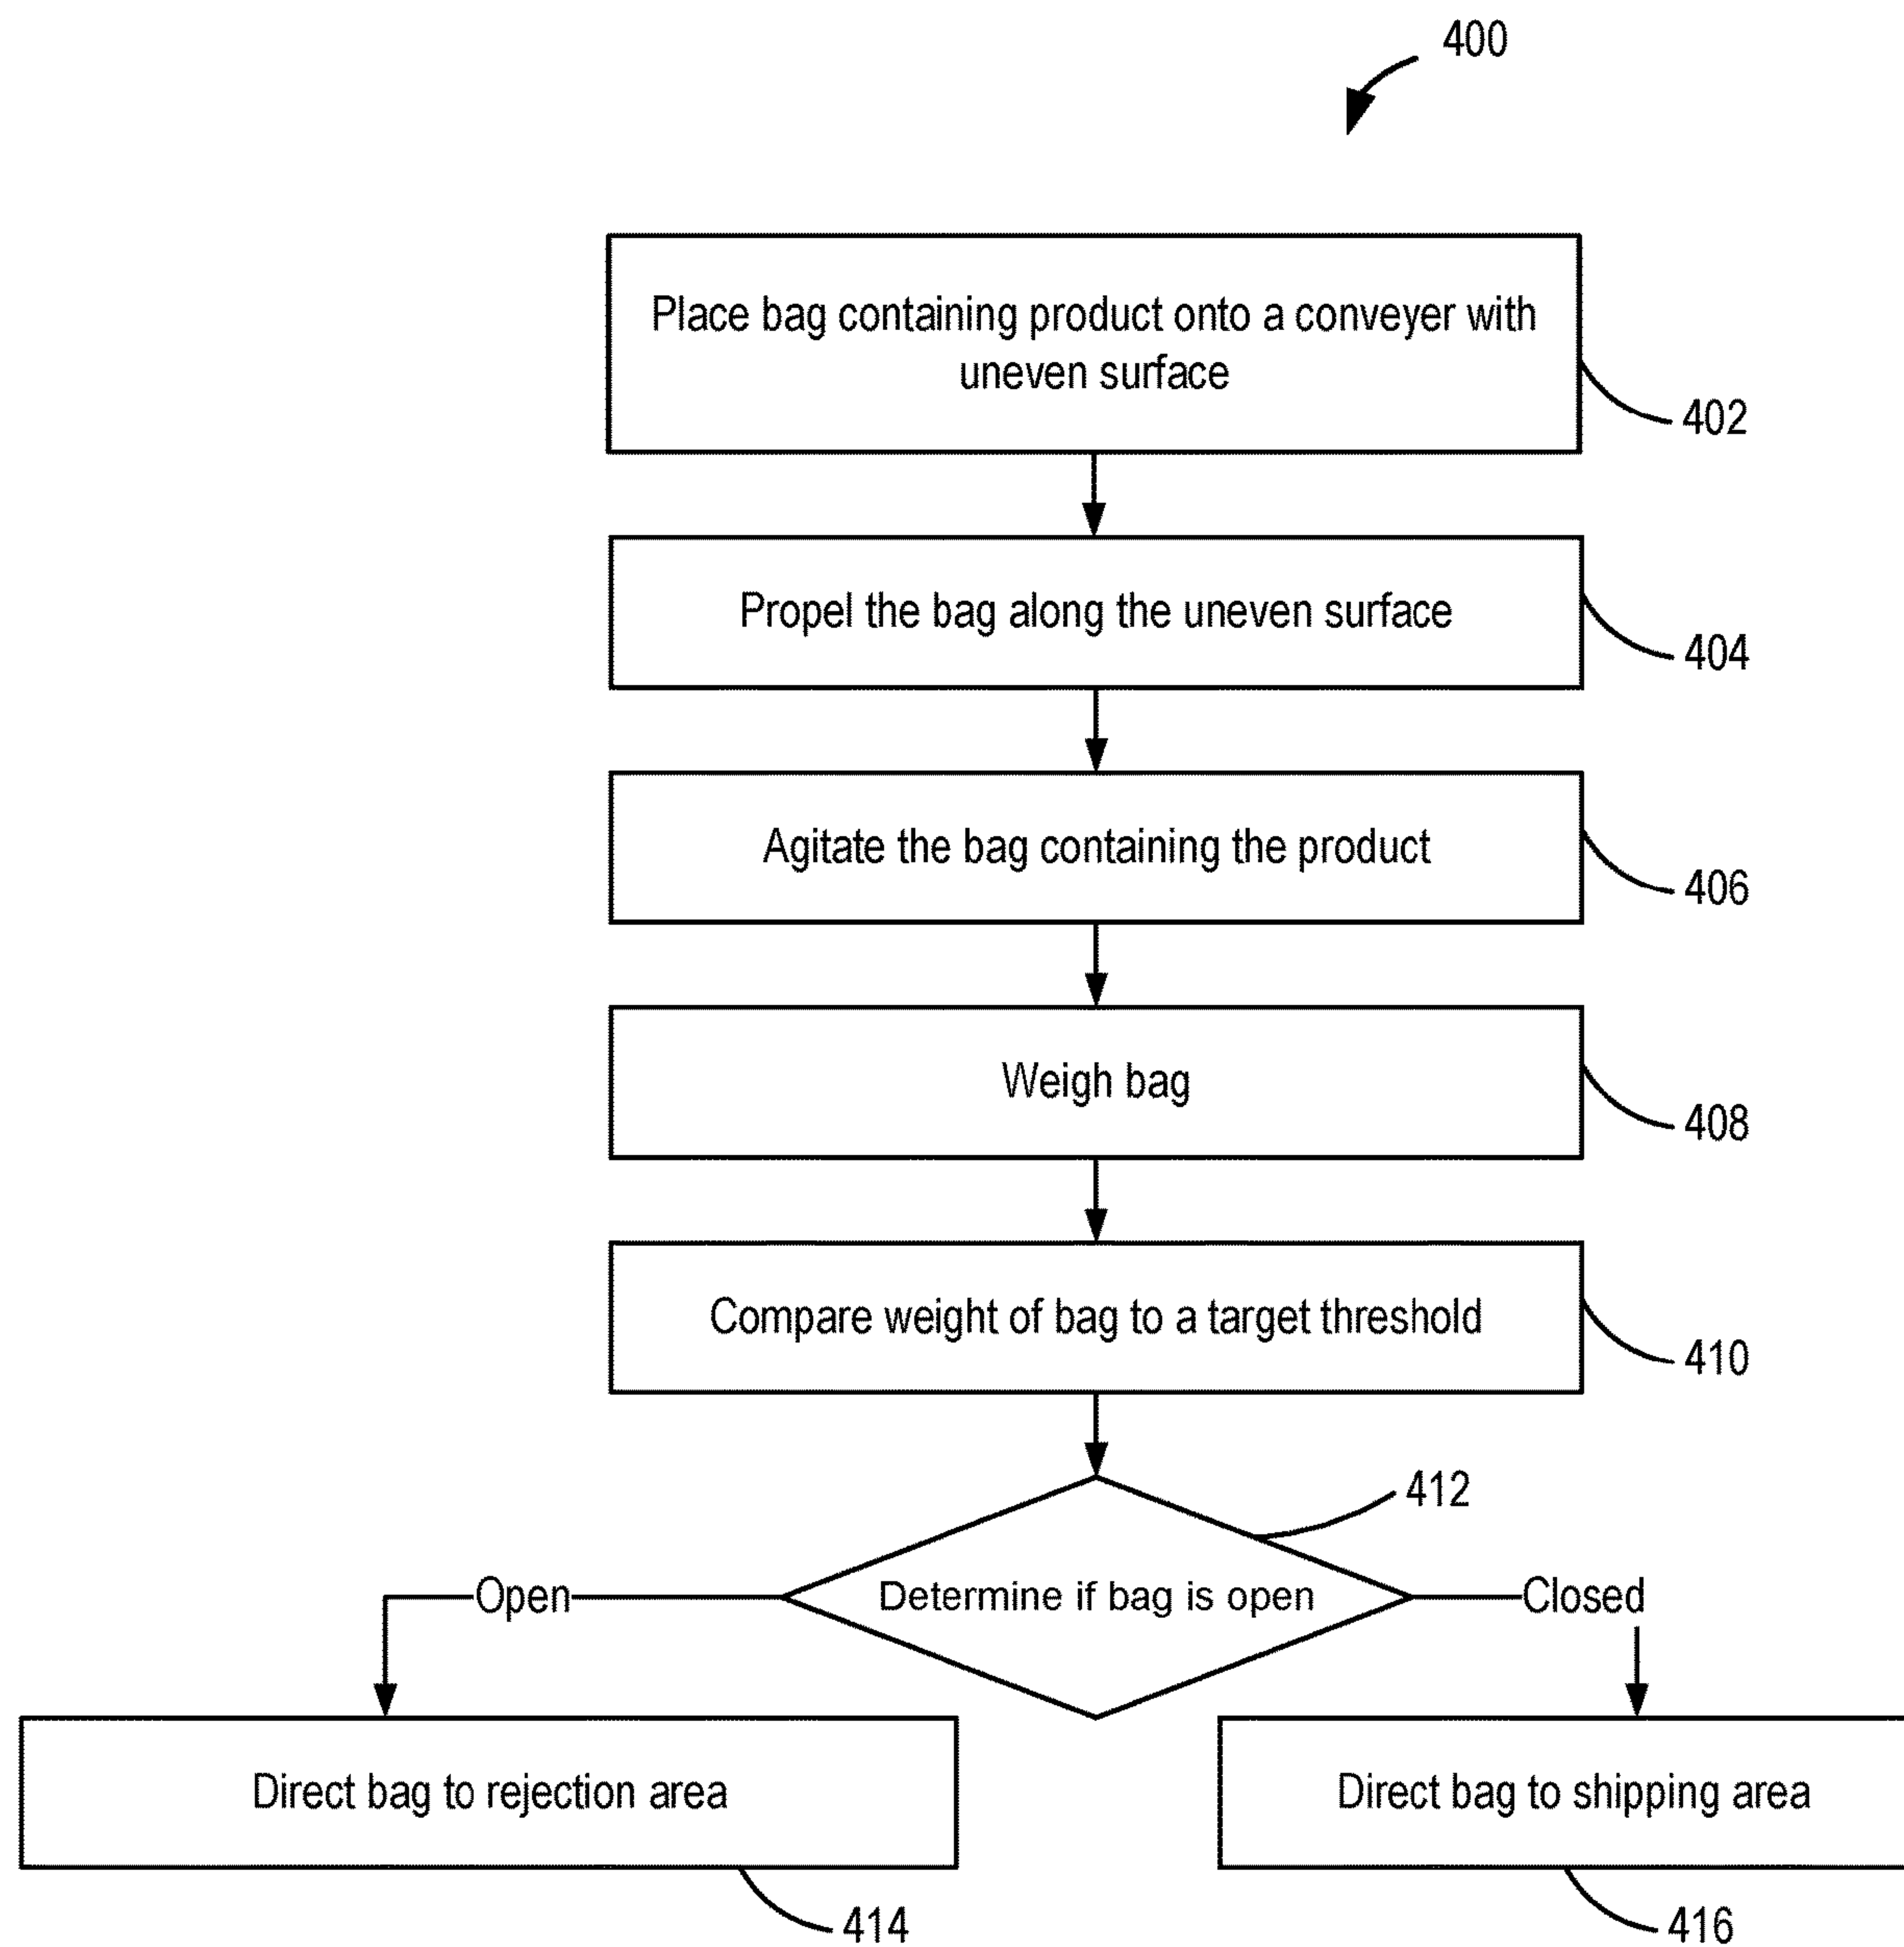 400
Place bag containing product onto a conveyer with
uneven surface
402
Propel the bag along the uneven surface
404
Agitate the bag containing the product
406
Weigh bag
408
Compare weight of bag to a target threshold
410
412
Determine if bag is open
Open
Closed
Direct bag to rejection area
Direct bag to shipping area
414
416